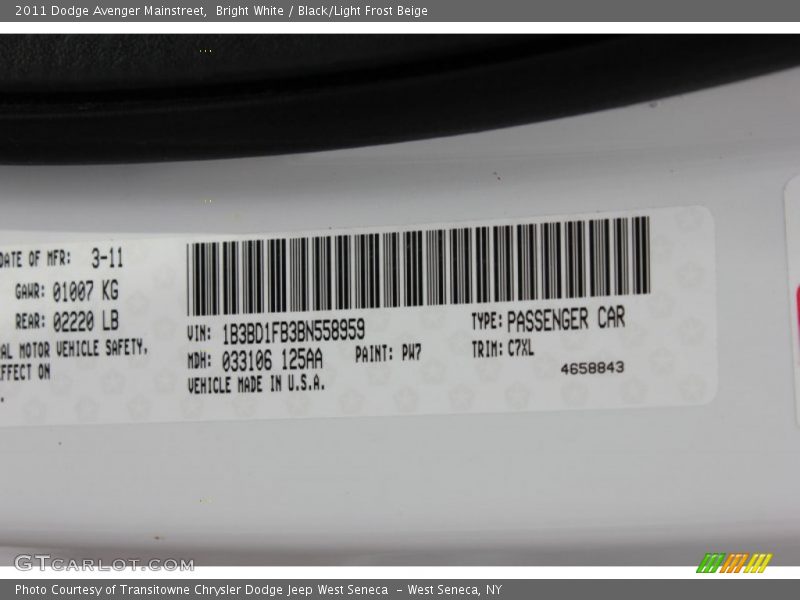 2011 Dodge Avenger Mainstreet, Bright White / Black/Light Frost Beige
DATE OF MFR: 3-11
GAWR: 01007 KG
REAR: 02220 LB
AL MOTOR VEHICLE SAFETY,
FFECT ON
.
VIN: 1B3BD1FB3BN558959
TYPE: PASSENGER CAR
MDH: 033106 125AA PAINT: PW7
TRIM: C7XL
VEHICLE MADE IN U.S.A.
4658843
GTCARLOT.COM
Photo Courtesy of Transitowne Chrysler Dodge Jeep West Seneca - West Seneca, NY